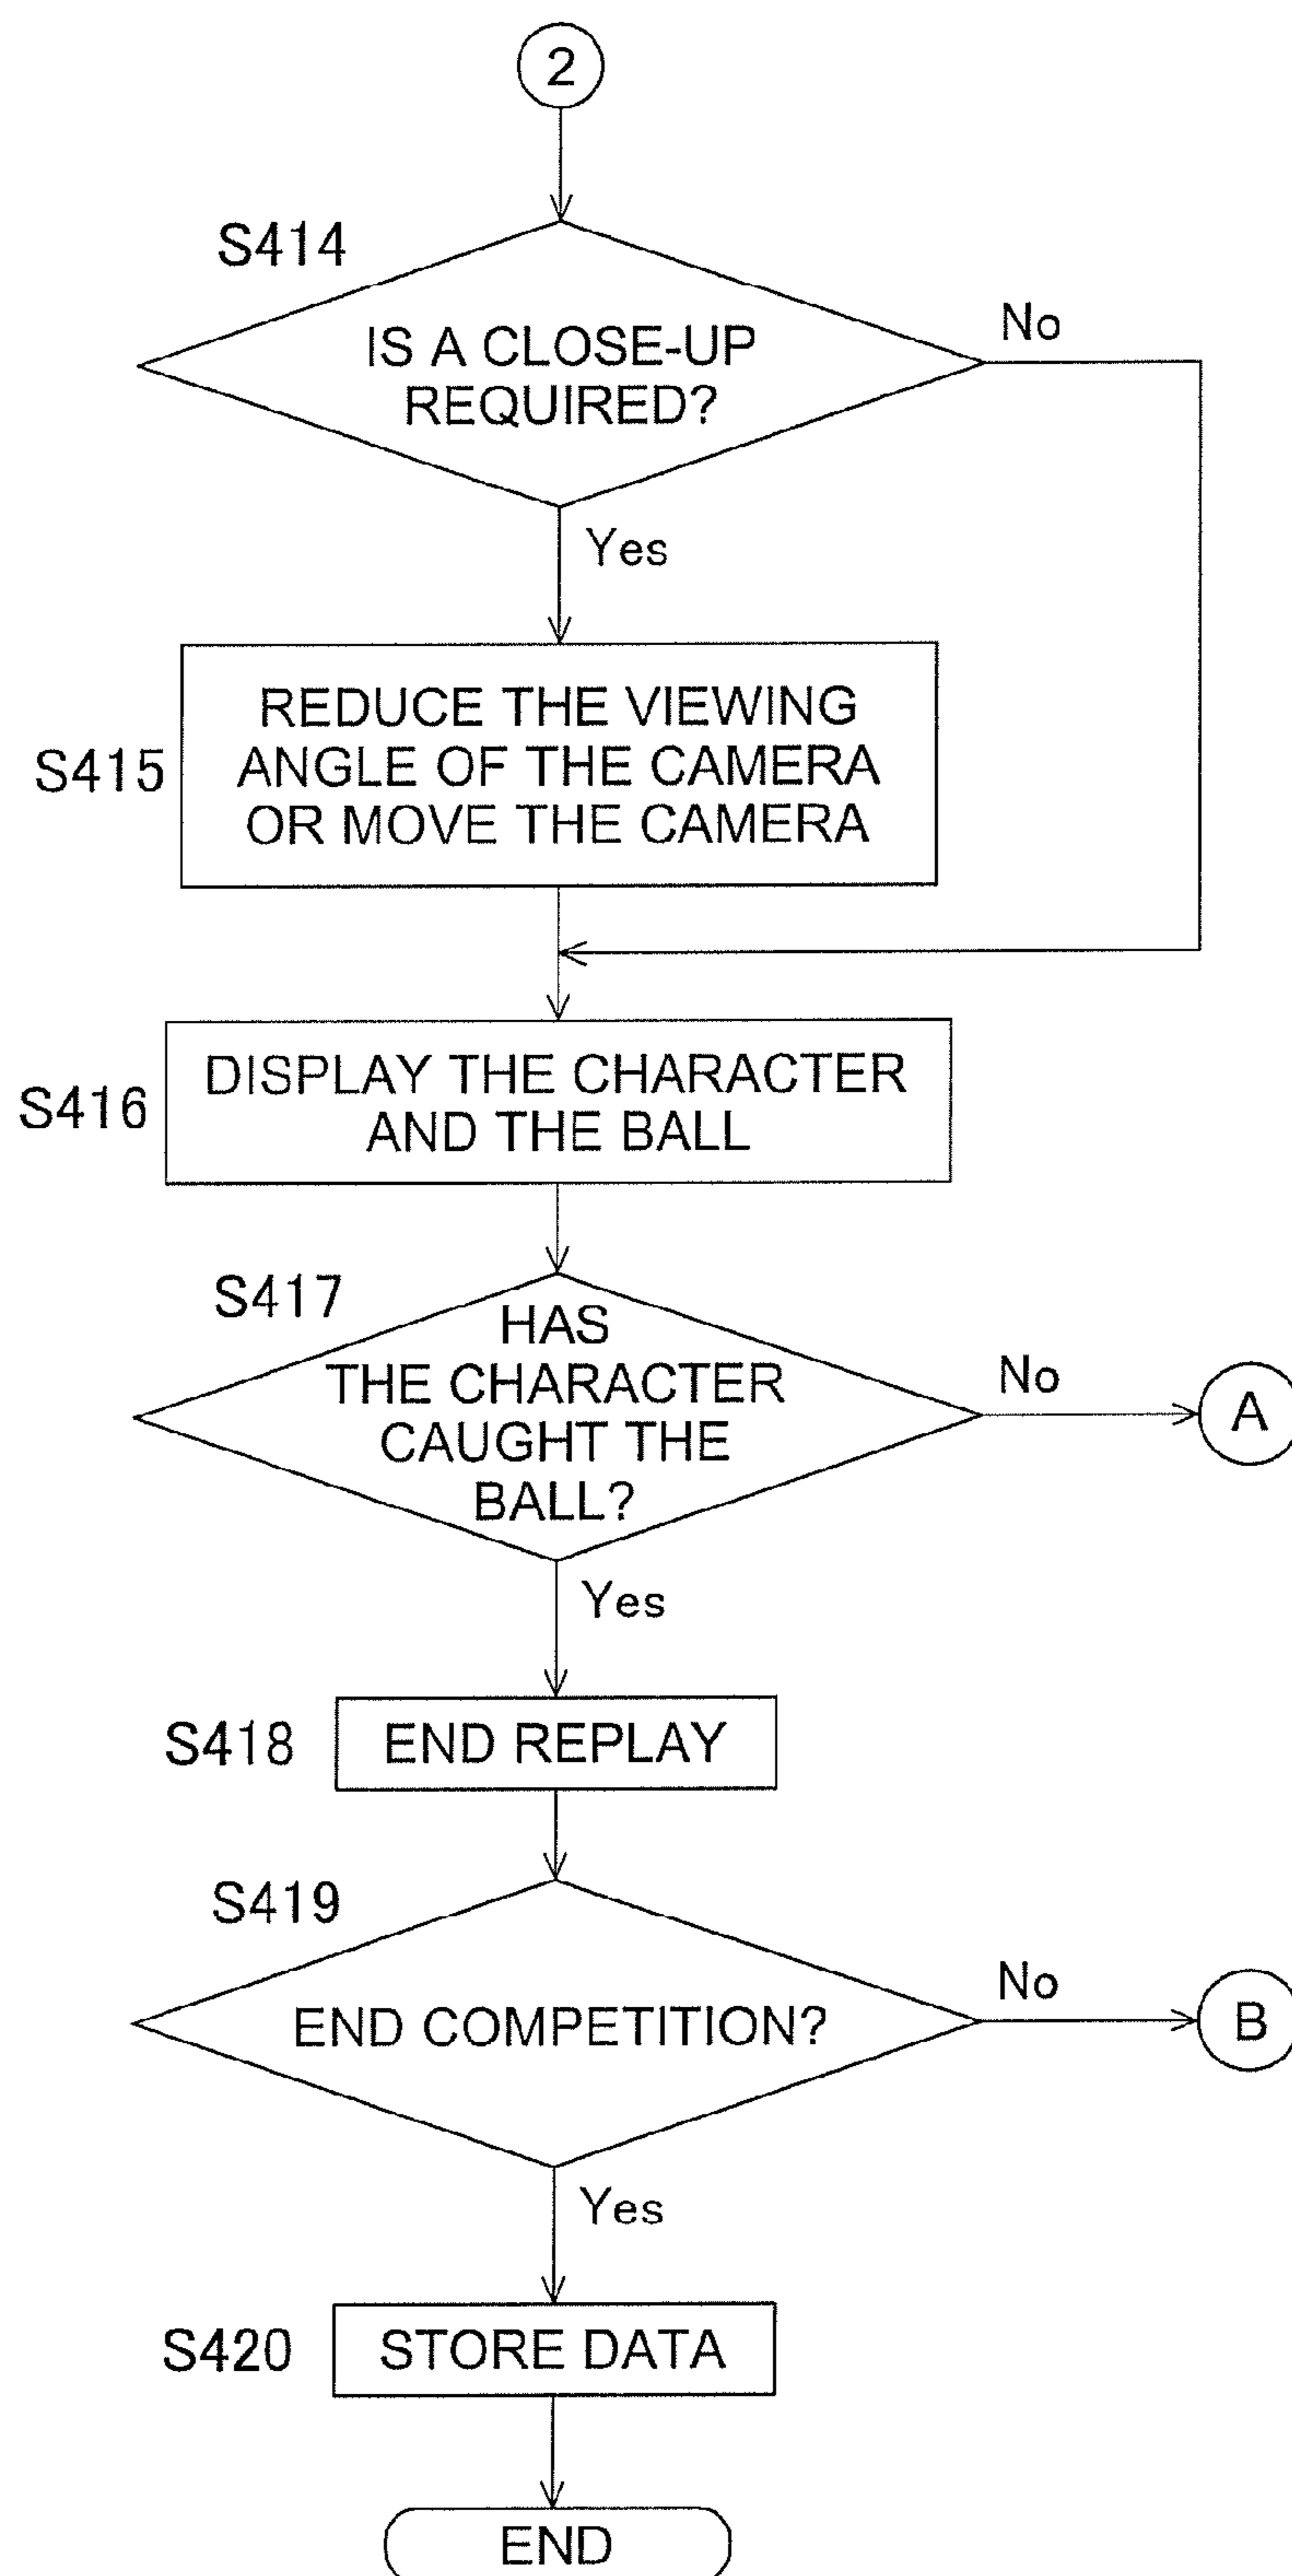 2
S414
IS A CLOSE-UP
REQUIRED?
No
Yes
S415
REDUCE THE VIEWING
ANGLE OF THE CAMERA
OR MOVE THE CAMERA
S416
DISPLAY THE CHARACTER
AND THE BALL
S417
HAS
THE CHARACTER
CAUGHT THE
BALL?
No
A
Yes
S418
END REPLAY
S419
END COMPETITION?
No
B
Yes
S420
STORE DATA
END